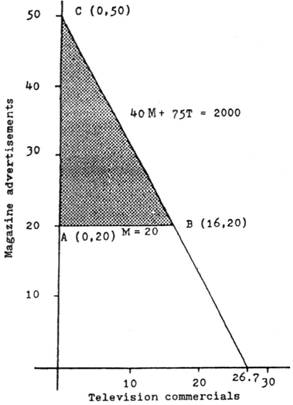 50
C (0,50)
40
40M+ 75T = 2000
30
20
A (0,20)
M=20
B (16,20)
10
10
20
26.7
30
Magazine advertisements
Television commercials